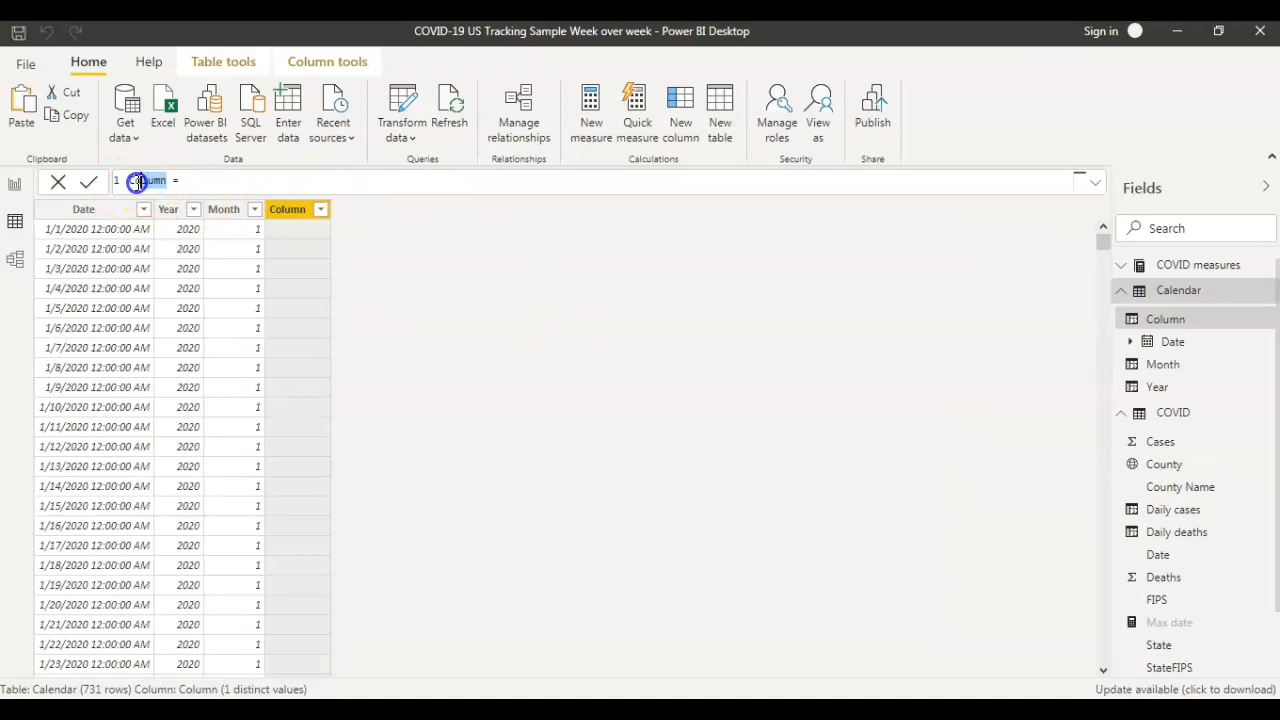 COVID-19 US Tracking Sample Week over week - Power BI Desktop
Sign in
File
Home
Help
Table tools
Column tools
Paste
Cut
Copy
Get data
Excel
Power BI datasets
SQL Server
Enter data
Recent sources
Transform data
Refresh
Manage relationships
New measure
Quick measure
New column
New table
Manage roles
View as
Publish
Clipboard
Data
Queries
Relationships
Calculations
Security
Share
1 Column =
Date Year Month Column
1/1/2020 12:00:00 AM 2020 1
1/2/2020 12:00:00 AM 2020 1
1/3/2020 12:00:00 AM 2020 1
1/4/2020 12:00:00 AM 2020 1
1/5/2020 12:00:00 AM 2020 1
1/6/2020 12:00:00 AM 2020 1
1/7/2020 12:00:00 AM 2020 1
1/8/2020 12:00:00 AM 2020 1
1/9/2020 12:00:00 AM 2020 1
1/10/2020 12:00:00 AM 2020 1
1/11/2020 12:00:00 AM 2020 1
1/12/2020 12:00:00 AM 2020 1
1/13/2020 12:00:00 AM 2020 1
1/14/2020 12:00:00 AM 2020 1
1/15/2020 12:00:00 AM 2020 1
1/16/2020 12:00:00 AM 2020 1
1/17/2020 12:00:00 AM 2020 1
1/18/2020 12:00:00 AM 2020 1
1/19/2020 12:00:00 AM 2020 1
1/20/2020 12:00:00 AM 2020 1
1/21/2020 12:00:00 AM 2020 1
1/22/2020 12:00:00 AM 2020 1
1/23/2020 12:00:00 AM 2020 1
Fields
Search
COVID measures
Calendar
Column
Date
Month
Year
COVID
Cases
County
County Name
Daily cases
Daily deaths
Date
Deaths
FIPS
Max date
State
StateFIPS
Table: Calendar (731 rows) Column: Column (1 distinct values)
Update available (click to download)